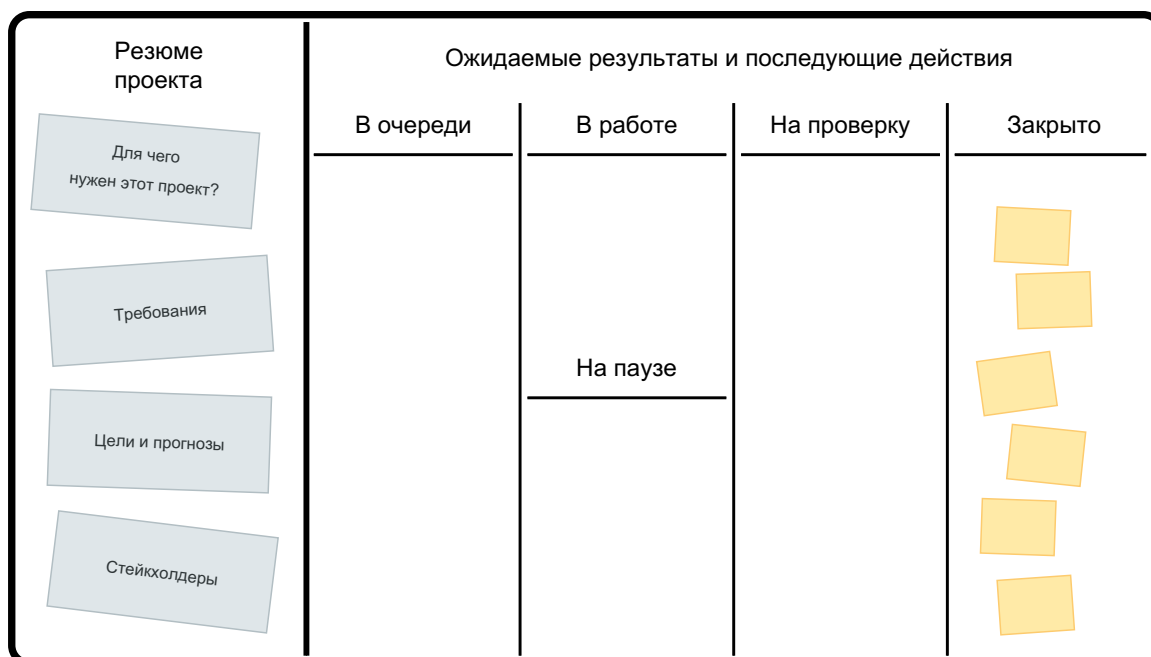 Резюме
проекта
Ожидаемые результаты и последующие действия
В очереди
В работе
На проверку
Закрыто
Для чего
нужен этот проект?
Требования
На паузе
Цели и прогнозы
Стейкхолдеры